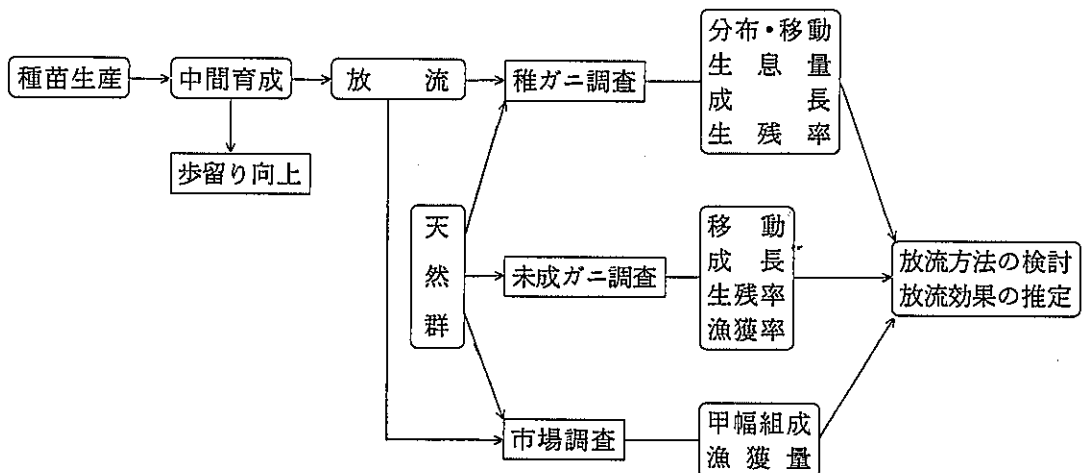 種苗生産
中間育成
放流
稚ガニ調査
分布・移動
生息量
成長
生残率
歩留り向上
天然群
未成ガニ調査
移動
成長
生残率
漁獲率
放流方法の検討
放流効果の推定
市場調査
甲幅組成
漁獲量